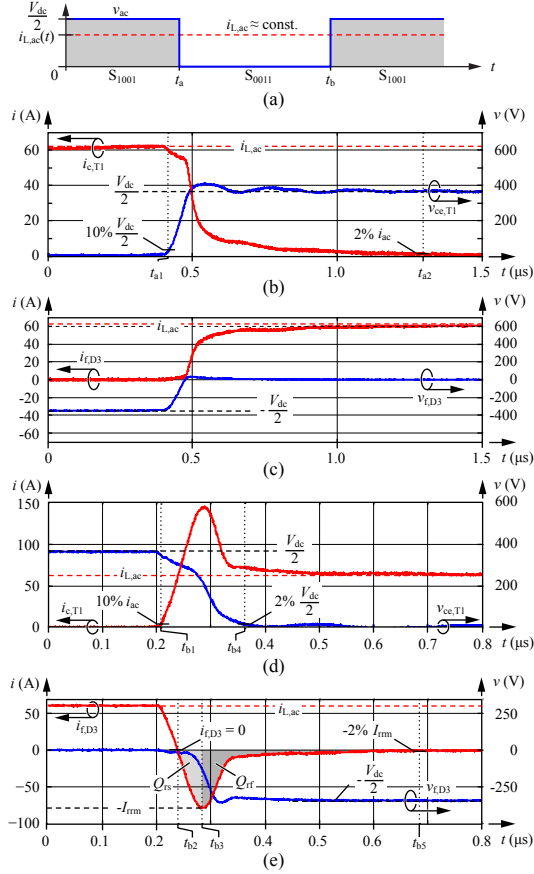 V_dc/2
v_ac
i_L,ac(t)
i_L,ac ≈ const.
0
S_1001
t_a
S_0011
t_b
S_1001
t
(a)
i (A)
v (V)
60
i_c,T1
i_L,ac
600
40
V_dc/2
400
v_ce,T1
20
10% V_dc/2
2% i_ac
200
0
0
0
t_a1
0.5
1.0
t_a2
1.5
t (μs)
(b)
i (A)
v (V)
60
i_L,ac
600
40
400
20
i_f,D3
200
0
0
-20
v_f,D3
-200
-40
- V_dc/2
-400
-60
0
0.5
1.0
1.5
t (μs)
(c)
i (A)
v (V)
150
600
100
V_dc/2
400
i_L,ac
50
200
i_c,T1
10% i_ac
2% V_dc/2
v_ce,T1
0
0
0
0.1
0.2
t_b1
0.3
t_b4
0.4
0.5
0.6
0.7
0.8
t (μs)
(d)
i (A)
v (V)
50
i_f,D3
i_L,ac
250
i_f,D3 = 0
-2% I_rrm
0
0
Q_rs
Q_rf
-50
- V_dc/2
v_f,D3
-250
-I_rrm
−100
0
0.1
0.2
t_b2
t_b3
0.3
0.4
0.5
0.6
t_b5
0.7
0.8
t (μs)
(e)